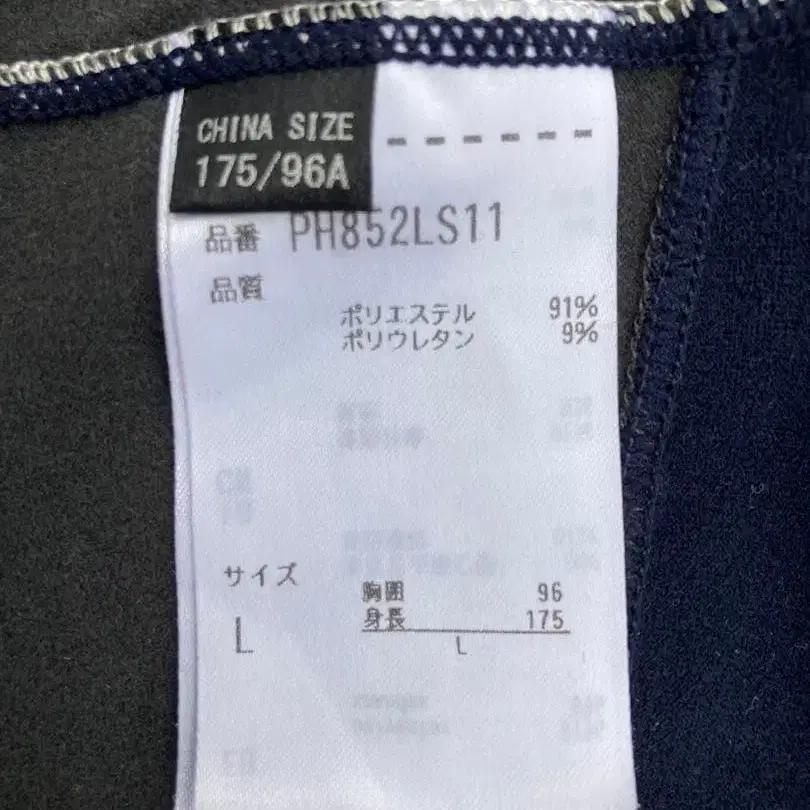 CHINA SIZE
175/96A
品番 PH852LS11
品質
ポリエステル 91%
ポリウレタン 9%
サイズ
L
胸囲 96
身長 175
L